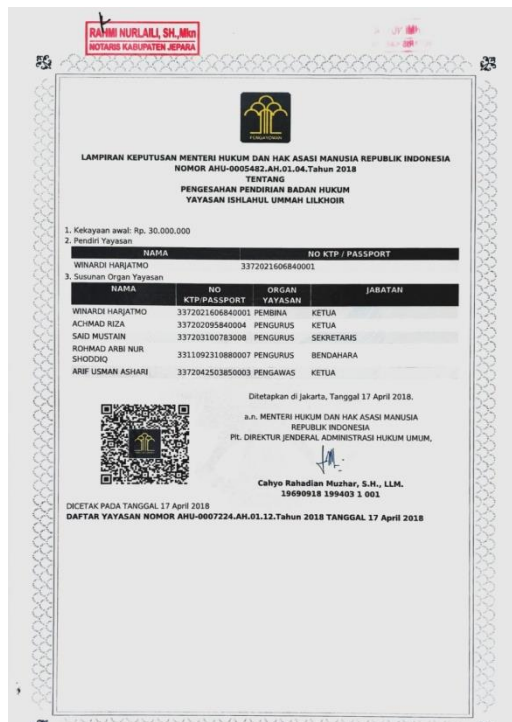 RAHMI NURLAILI, SH.,Mkn
NOTARIS KABUPATEN JEPARA
PENGAYOMAN
LAMPIRAN KEPUTUSAN MENTERI HUKUM DAN HAK ASASI MANUSIA REPUBLIK INDONESIA
NOMOR AHU-0005482.AH.01.04.Tahun 2018
TENTANG
PENGESAHAN PENDIRIAN BADAN HUKUM
YAYASAN ISHLAHUL UMMAH LILKHOIR
1. Kekayaan awal: Rp. 30.000.000
2. Pendiri Yayasan
NAMA NO KTP / PASSPORT
WINARDI HARJATMO 3372021606840001
3. Susunan Organ Yayasan
NAMA NO KTP/PASSPORT ORGAN YAYASAN JABATAN
WINARDI HARJATMO 3372021606840001 PEMBINA KETUA
ACHMAD RIZA 337202095840004 PENGURUS KETUA
SAID MUSTAIN 337203100783008 PENGURUS SEKRETARIS
ROHMAD ARBI NUR SHODDIQ 3311092310880007 PENGURUS BENDAHARA
ARIF USMAN ASHARI 3372042503850003 PENGAWAS KETUA
Ditetapkan di Jakarta, Tanggal 17 April 2018.
a.n. MENTERI HUKUM DAN HAK ASASI MANUSIA
REPUBLIK INDONESIA
Plt. DIREKTUR JENDERAL ADMINISTRASI HUKUM UMUM,
Cahyo Rahadian Muzhar, S.H., LLM.
19690918 199403 1 001
DICETAK PADA TANGGAL 17 April 2018
DAFTAR YAYASAN NOMOR AHU-0007224.AH.01.12.Tahun 2018 TANGGAL 17 April 2018